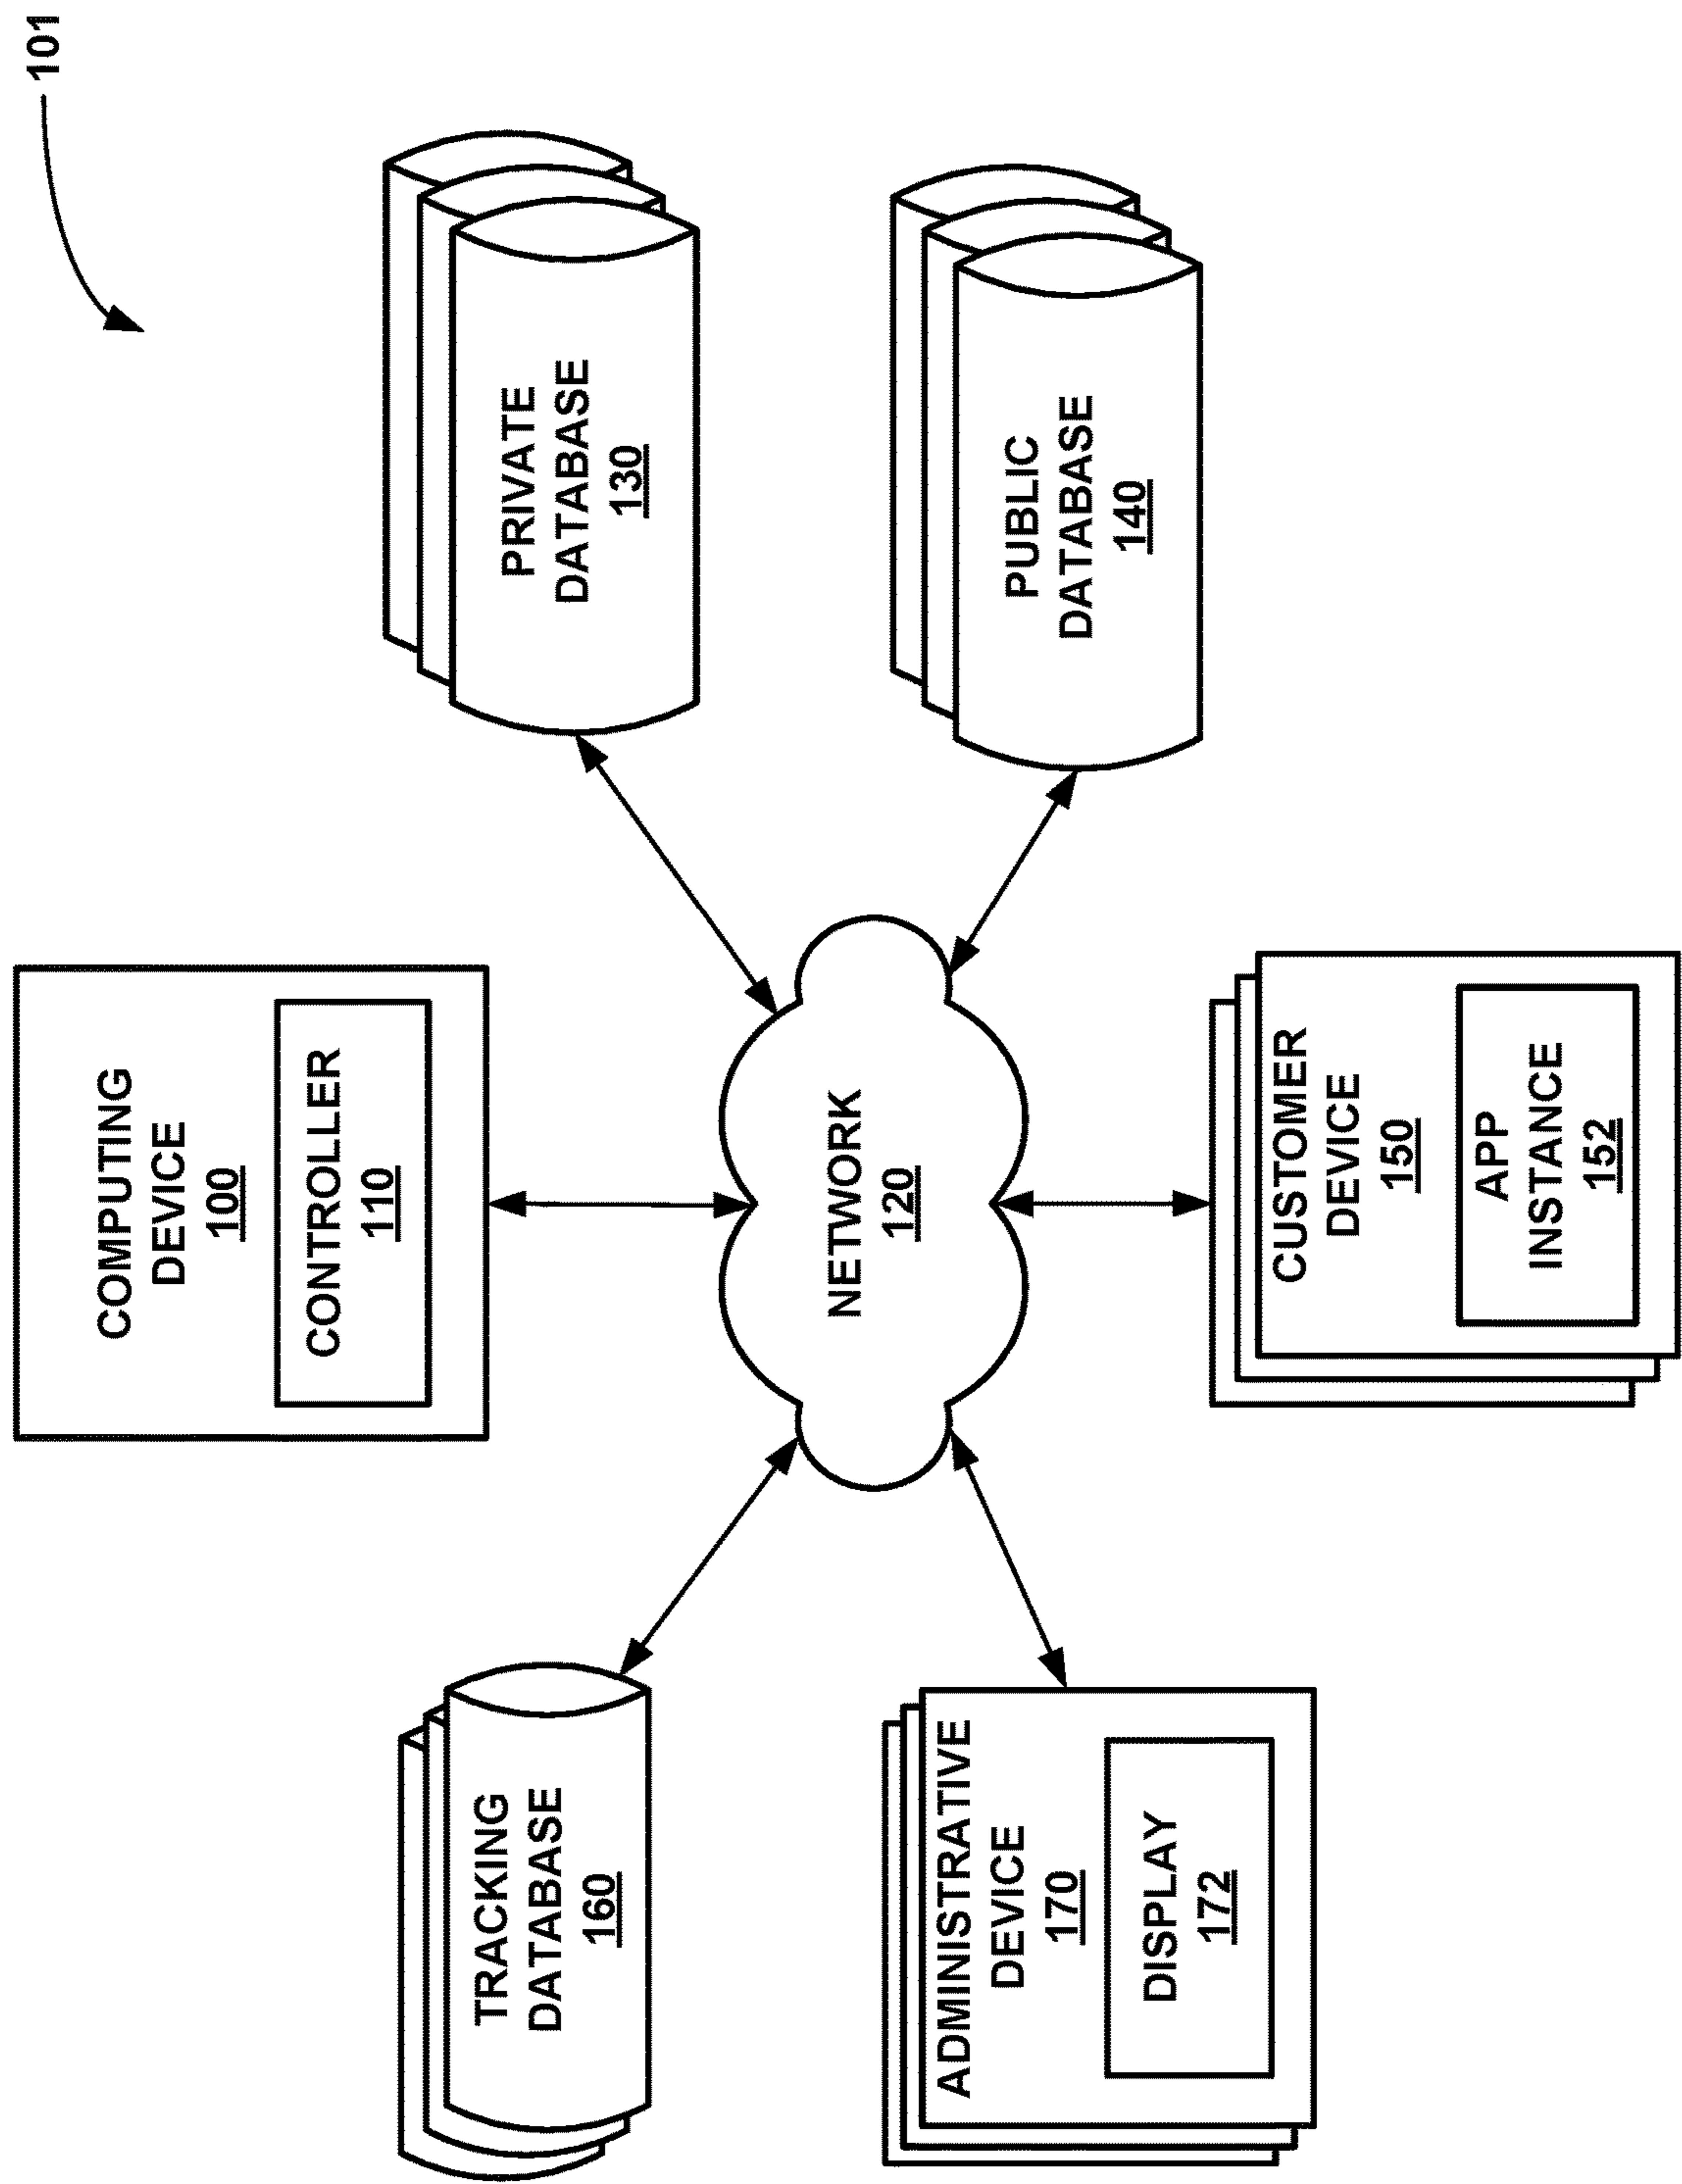 101
COMPUTING
DEVICE
100
CONTROLLER
110
TRACKING
DATABASE
160
PRIVATE
DATABASE
130
NETWORK
120
ADMINISTRATIVE
DEVICE
170
DISPLAY
172
PUBLIC
DATABASE
140
CUSTOMER
DEVICE
150
APP
INSTANCE
152